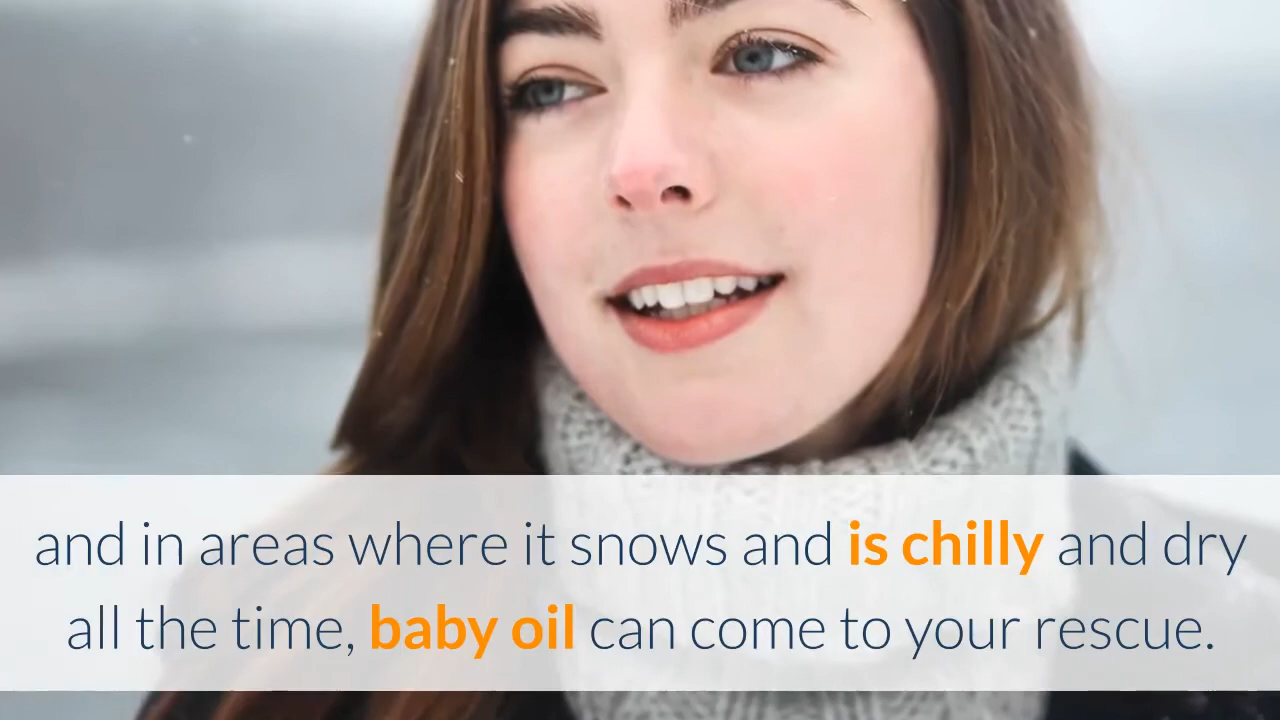 and in areas where it snows and is chilly and dry
all the time, baby oil can come to your rescue.